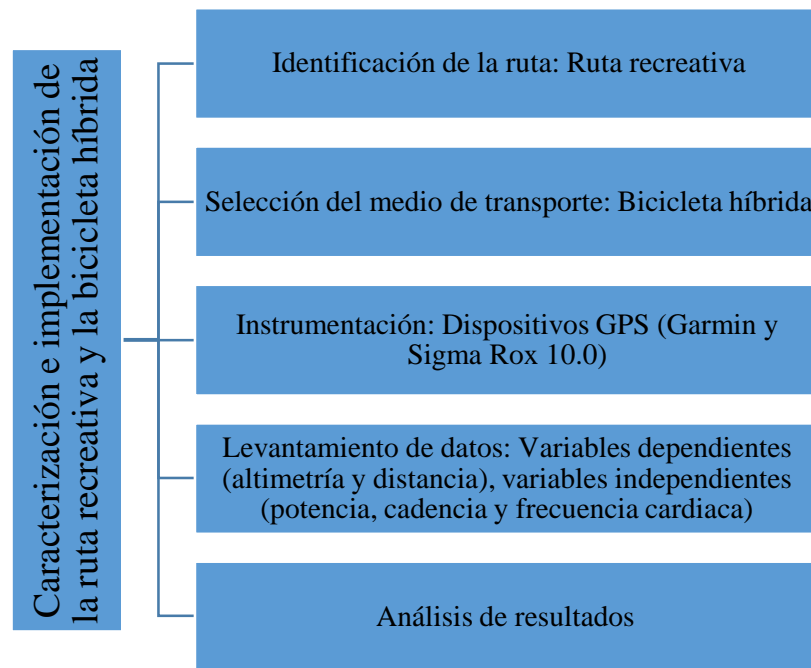 Caracterización e implementación de
la ruta recreativa y la bicicleta híbrida
Identificación de la ruta: Ruta recreativa
Selección del medio de transporte: Bicicleta híbrida
Instrumentación: Dispositivos GPS (Garmin y
Sigma Rox 10.0)
Levantamiento de datos: Variables dependientes
(altimetría y distancia), variables independientes
(potencia, cadencia y frecuencia cardiaca)
Análisis de resultados